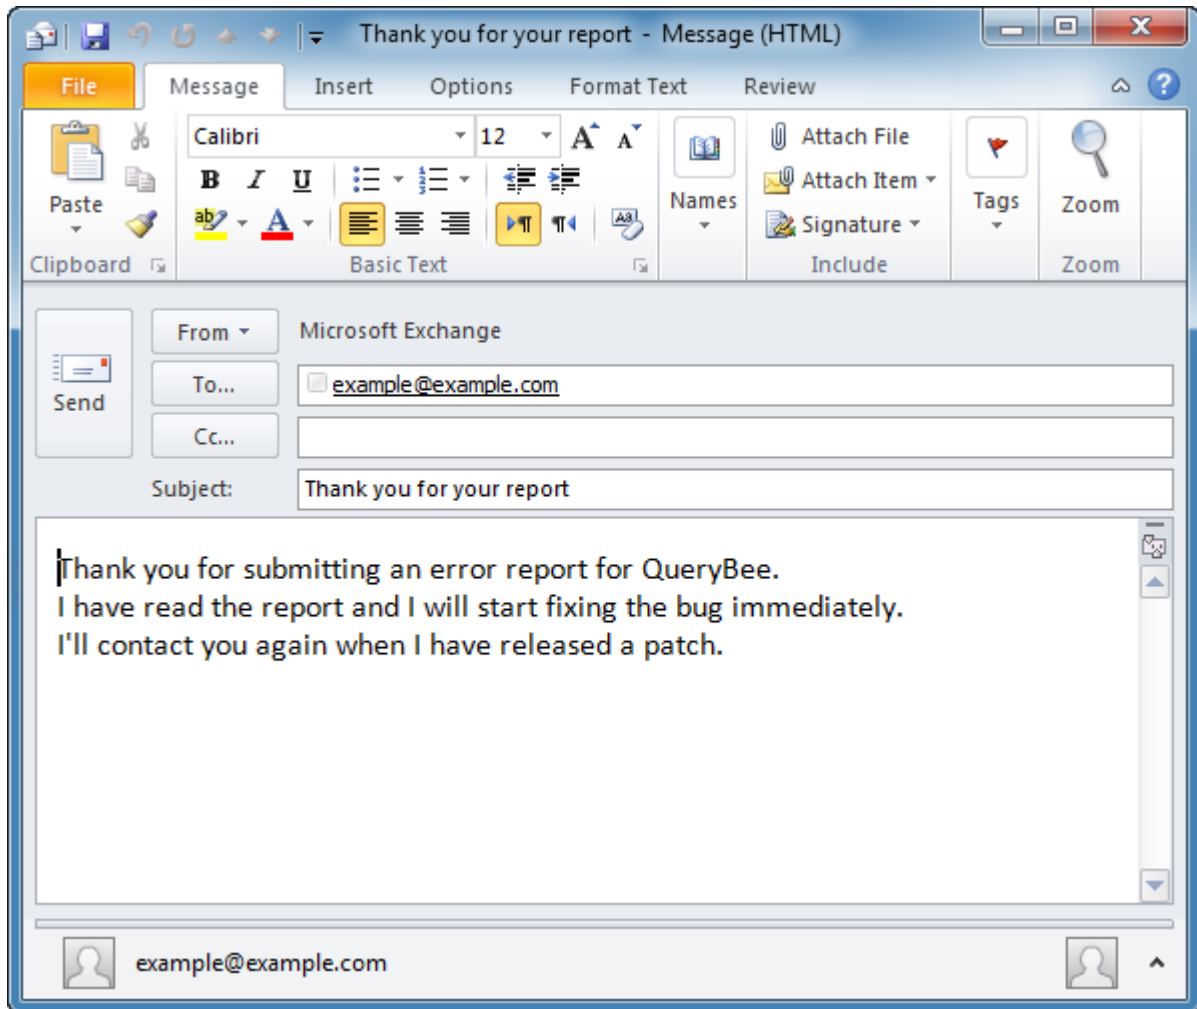 Thank you for your report - Message (HTML)
File Message Insert Options Format Text Review
Calibri 12
Paste
B I U
Names
Attach File
Attach Item
Signature
Tags
Zoom
Clipboard Basic Text Include Zoom
From Microsoft Exchange
Send
To... example@example.com
Cc...
Subject: Thank you for your report
Thank you for submitting an error report for QueryBee.
I have read the report and I will start fixing the bug immediately.
I'll contact you again when I have released a patch.
example@example.com